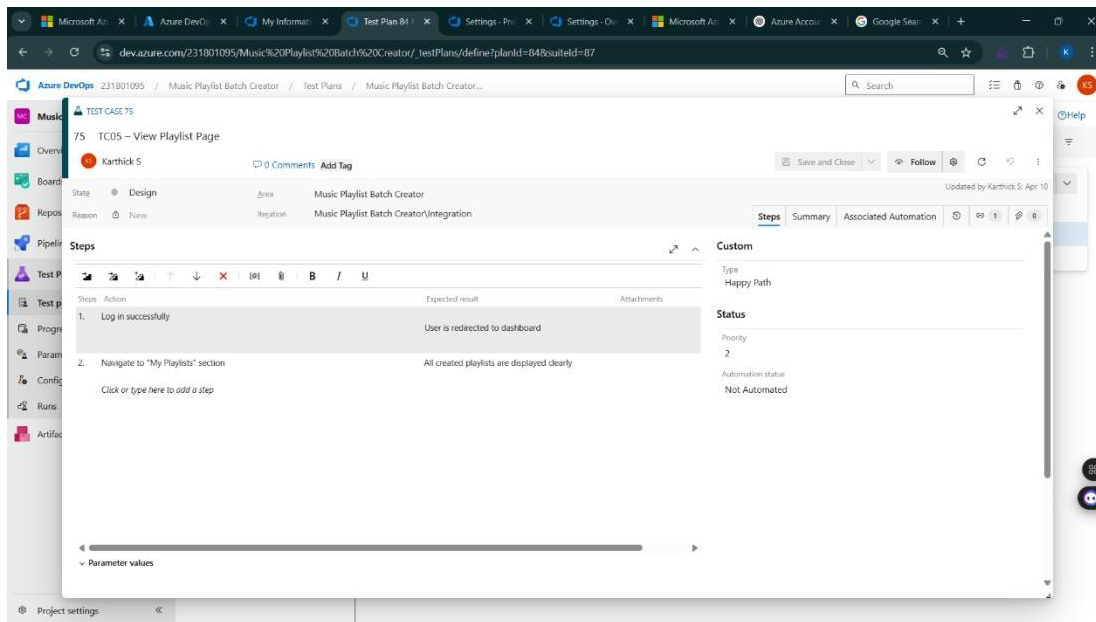 Microsoft Az
Azure DevOp
My Informati
Test Plan 84
Settings - Pro
Settings - Ov
Microsoft Az
Azure Accou
Google Sear
dev.azure.com/231801095/Music%20Playlist%20Batch%20Creator/_testPlans/define?planId=84&suiteId=87
K
Azure DevOps 231801095 / Music Playlist Batch Creator / Test Plans / Music Playlist Batch Creator...
Search
KS
MC Music
TEST CASE 75
Help
75 TC05 – View Playlist Page
Overv
KS Karthick S
0 Comments Add Tag
Save and Close
Follow
Board
State Design
Area Music Playlist Batch Creator
Updated by Karthick S: Apr 10
Repos
Reason New
Iteration Music Playlist Batch Creator\Integration
Steps Summary Associated Automation 1 0
Pipelin
Steps
Custom
Test P
B I U
Type
Happy Path
Test p
Steps Action Expected result Attachments
1. Log in successfully
User is redirected to dashboard
Status
Progre
Priority
2
Param
2. Navigate to "My Playlists" section All created playlists are displayed clearly
Automation status
Not Automated
Config
Click or type here to add a step
Runs
Artifac
Parameter values
Project settings